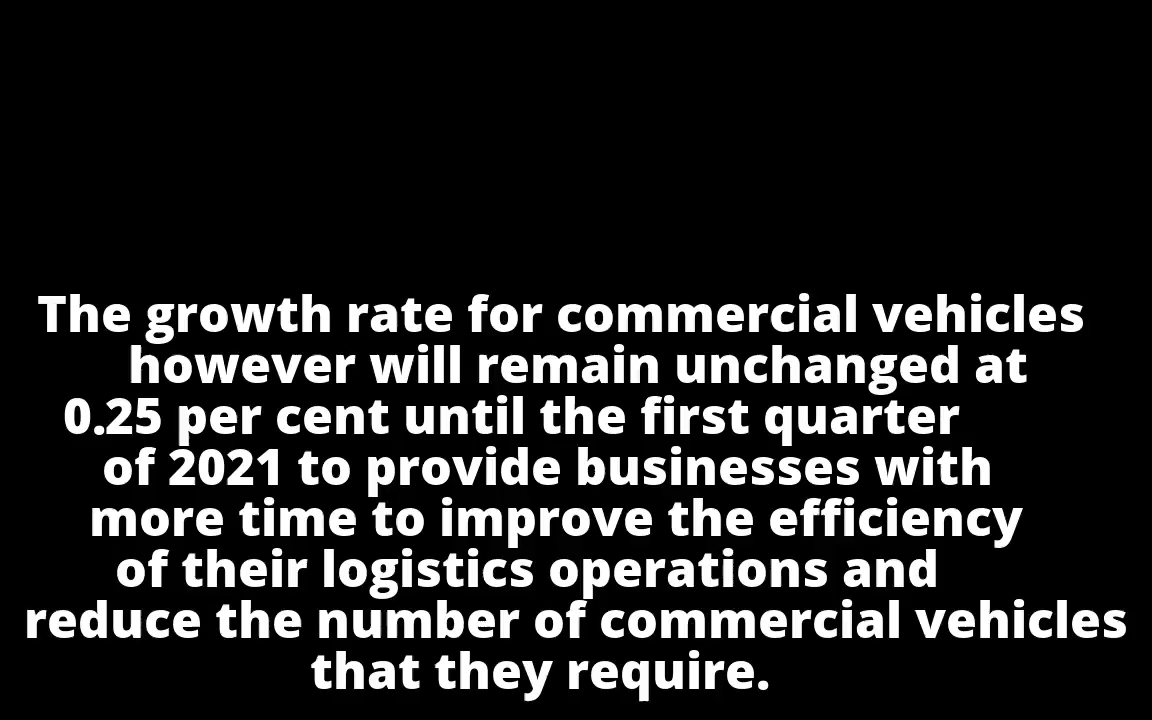 The growth rate for commercial vehicles
however will remain unchanged at
0.25 per cent until the first quarter
of 2021 to provide businesses with
more time to improve the efficiency
of their logistics operations and
reduce the number of commercial vehicles
that they require.